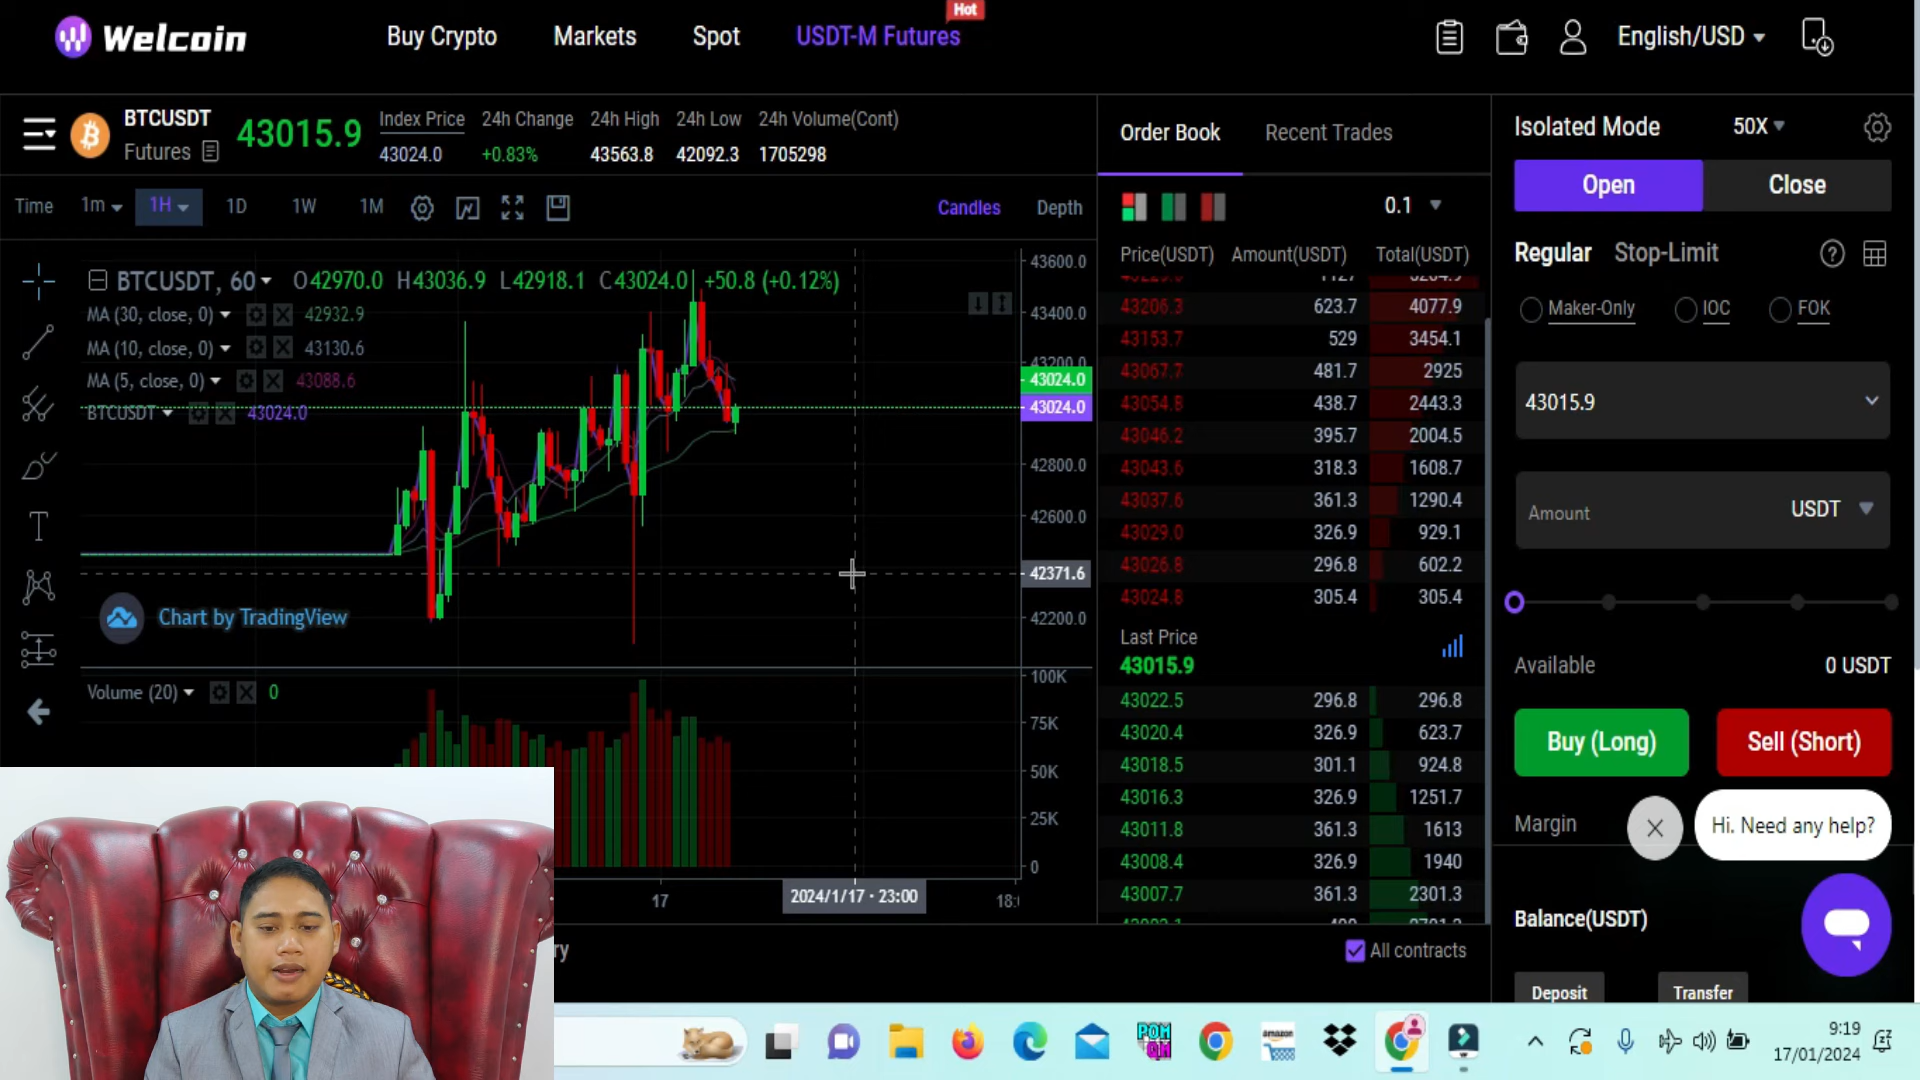 Welcoin
Buy Crypto
Markets
Spot
USDT-M Futures
Hot
English/USD
BTCUSDT
Futures
43015.9
Index Price
43024.0
24h Change
+0.83%
24h High
43563.8
24h Low
42092.3
24h Volume(Cont)
1705298
Time
1m
1H
1D
1W
1M
Candles
Depth
BTCUSDT, 60 O42970.0 H43036.9 L42918.1 C43024.0 +50.8 (+0.12%)
MA (30, close, 0) 42932.9
MA (10, close, 0) 43130.6
MA (5, close, 0) 43088.6
BTCUSDT 43024.0
43600.0
43400.0
43200.0
43024.0
43024.0
42800.0
42600.0
42371.6
42200.0
Chart by TradingView
Volume (20) 0
100K
75K
50K
25K
0
17
2024/1/17 - 23:00
18:
ry
All contracts
Order Book
Recent Trades
0.1
Price(USDT) Amount(USDT) Total(USDT)
43206.3 623.7 4077.9
43153.7 529 3454.1
43067.7 481.7 2925
43054.8 438.7 2443.3
43046.2 395.7 2004.5
43043.6 318.3 1608.7
43037.6 361.3 1290.4
43029.0 326.9 929.1
43026.8 296.8 602.2
43024.8 305.4 305.4
Last Price
43015.9
43022.5 296.8 296.8
43020.4 326.9 623.7
43018.5 301.1 924.8
43016.3 326.9 1251.7
43011.8 361.3 1613
43008.4 326.9 1940
43007.7 361.3 2301.3
Isolated Mode
50X
Open
Close
Regular
Stop-Limit
Maker-Only
IOC
FOK
43015.9
Amount
USDT
Available
0 USDT
Buy (Long)
Sell (Short)
Margin
Hi. Need any help?
Balance(USDT)
Deposit
Transfer
POM
QM
amazon
9:19
17/01/2024